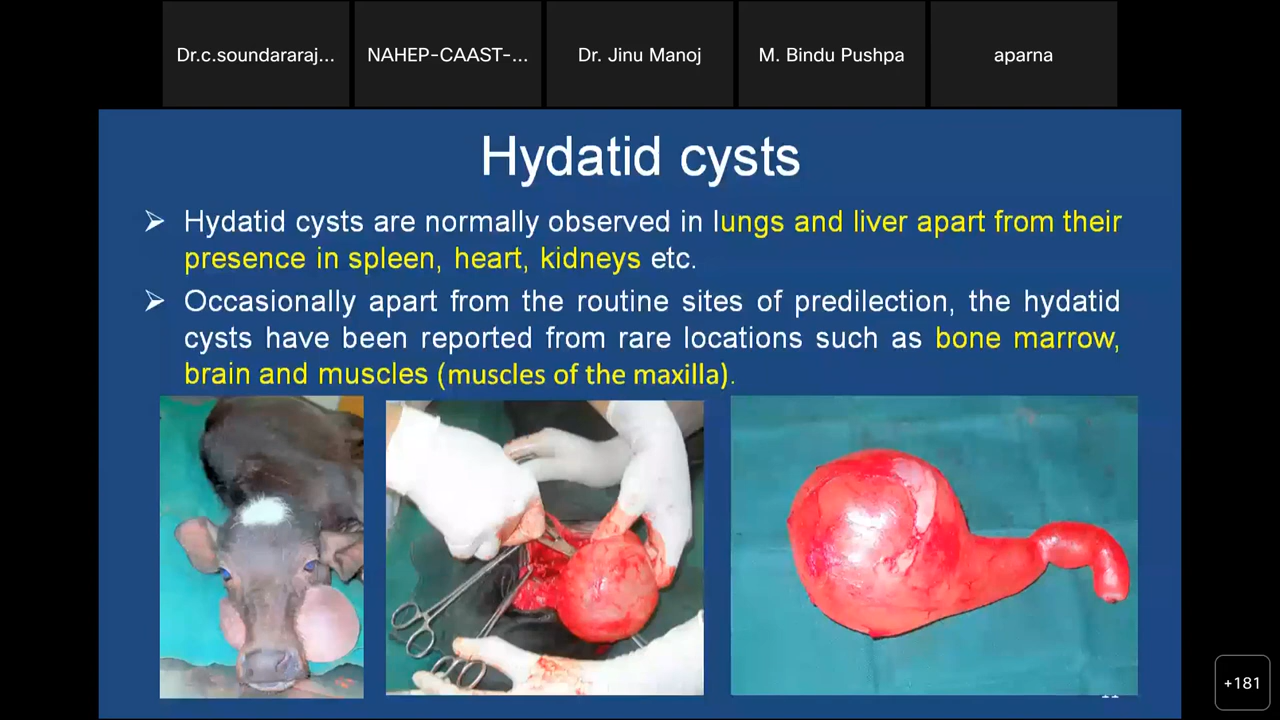 Dr.c.soundararaj...
NAHEP-CAAST-...
Dr. Jinu Manoj
M. Bindu Pushpa
aparna
Hydatid cysts
➢ Hydatid cysts are normally observed in lungs and liver apart from their
presence in spleen, heart, kidneys etc.
➢ Occasionally apart from the routine sites of predilection, the hydatid
cysts have been reported from rare locations such as bone marrow,
brain and muscles (muscles of the maxilla).
+181